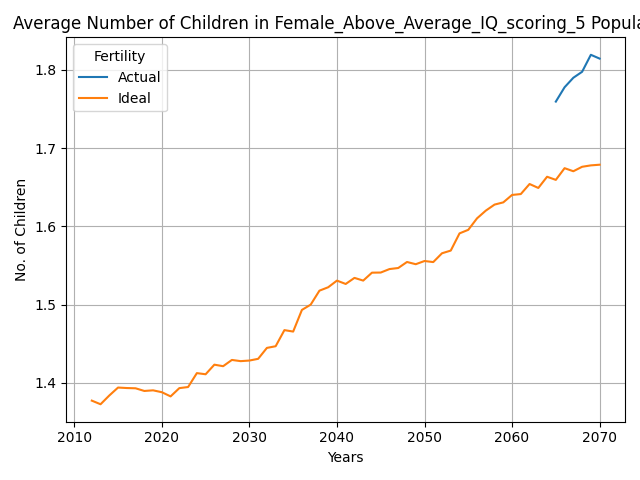 Average Number of Children in Female_Above_Average_IQ_scoring_5 Popula
Fertility
Actual
Ideal
No. of Children
1.8
1.7
1.6
1.5
1.4
2010 2020 2030 2040 2050 2060 2070
Years